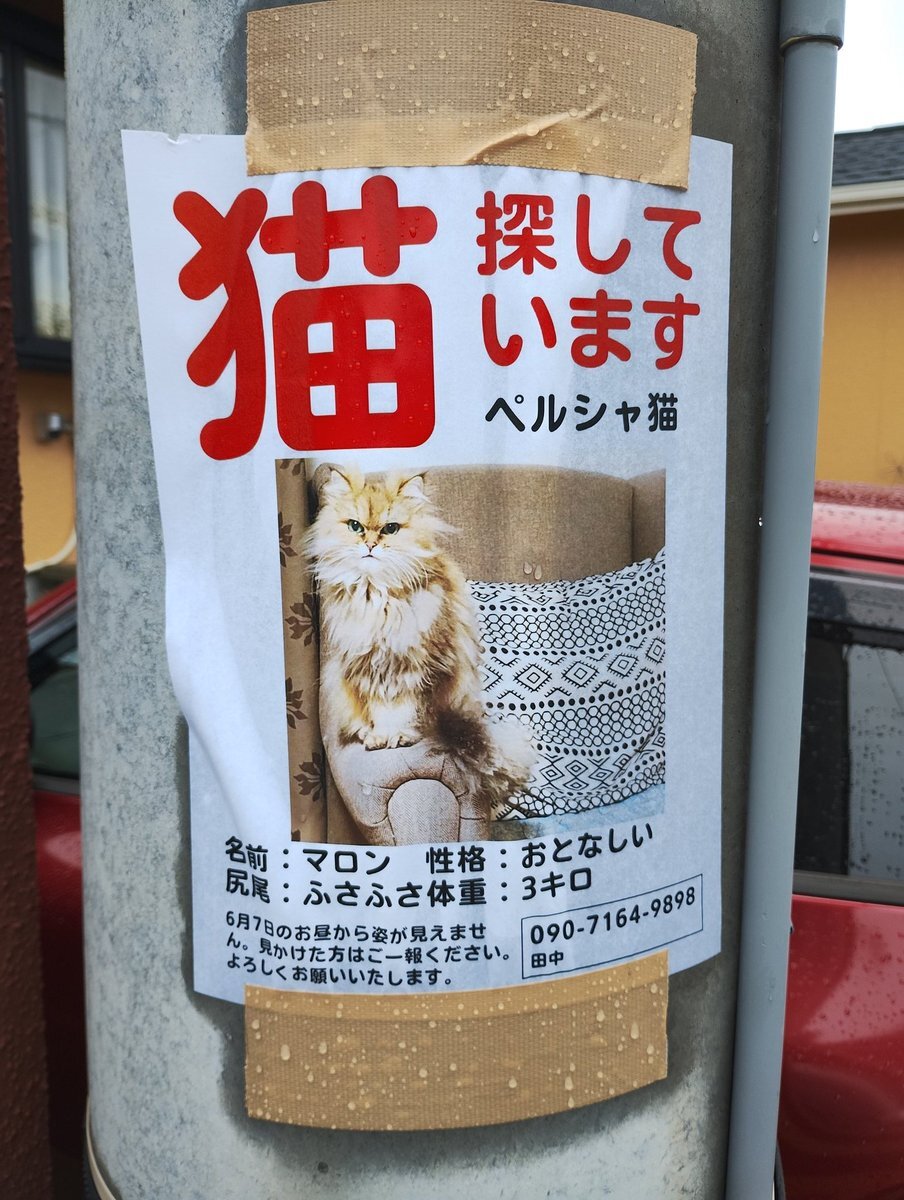 猫
探して
います
ペルシャ猫
名前：マロン　性格：おとなしい
尻尾：ふさふさ体重：3キロ
6月7日のお昼から姿が見えませ
ん。見かけた方はご一報ください。
よろしくお願いいたします。
090-7164-9898
田中